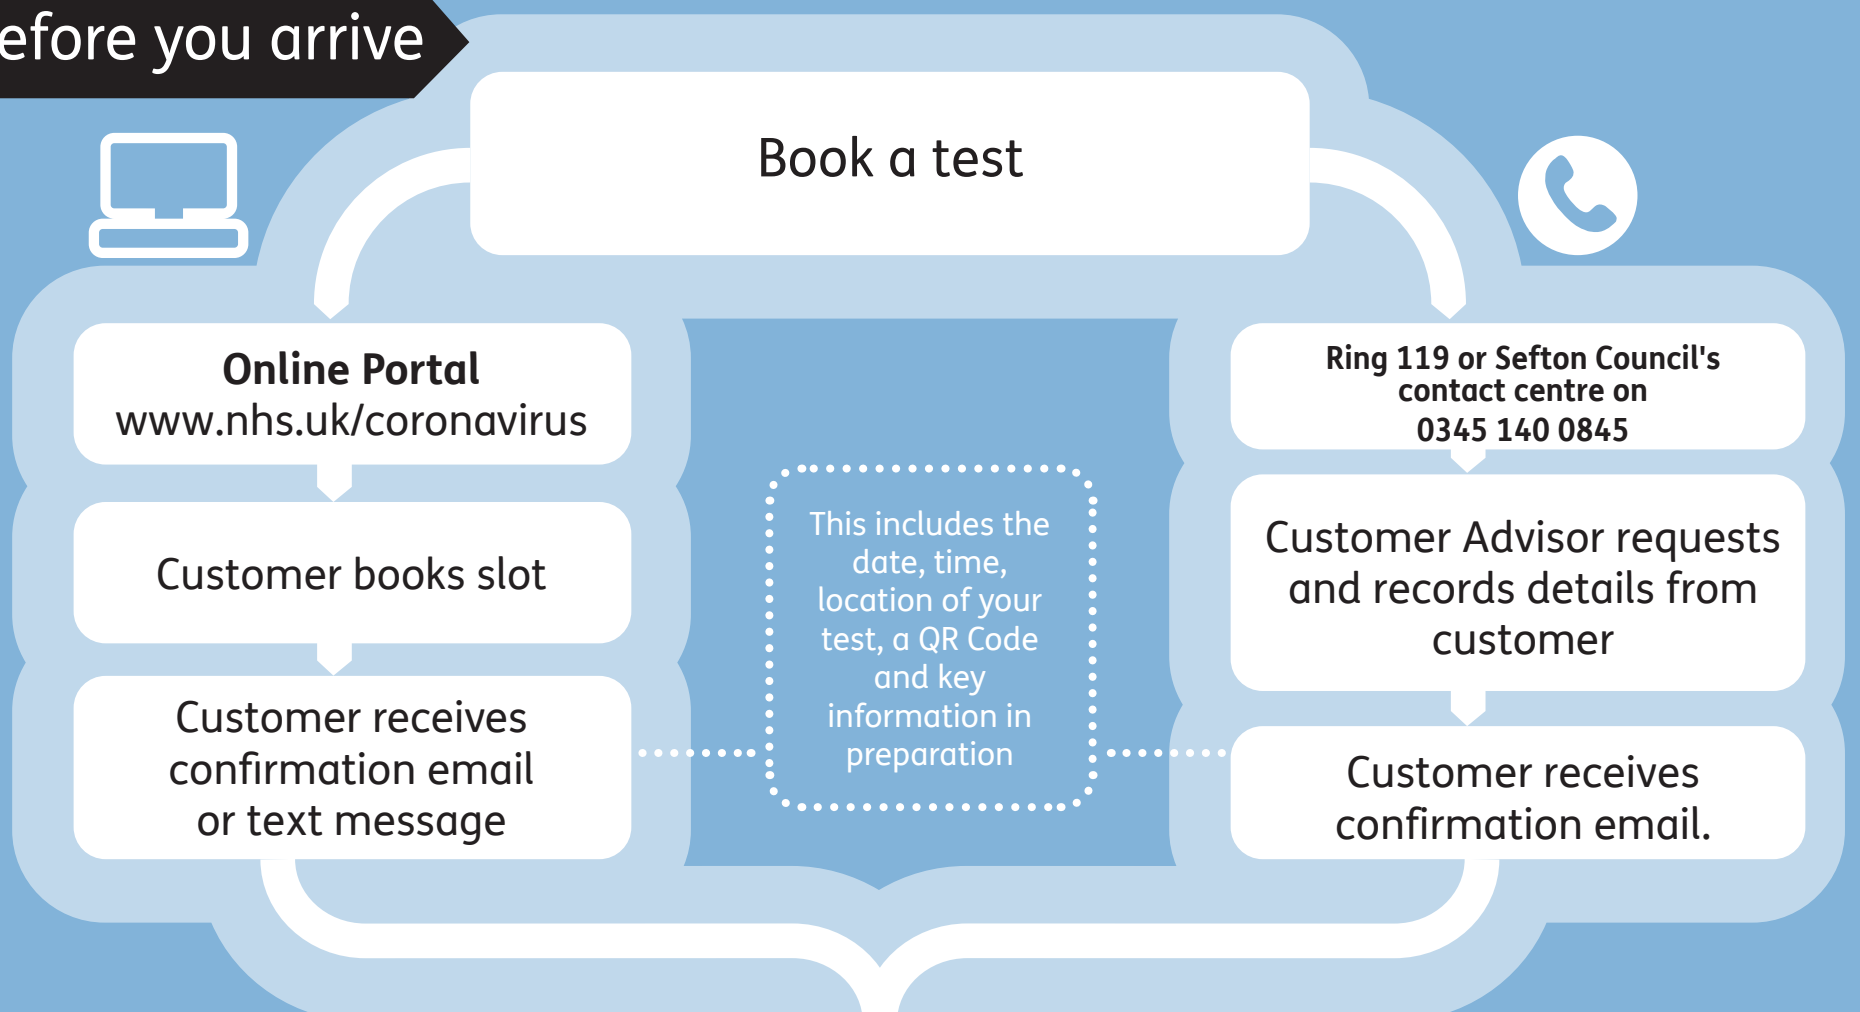 efore you arrive
Book a test
Online Portal
www.nhs.uk/coronavirus
Customer books slot
Customer receives
confirmation email
or text message
This includes the
date, time,
location of your
test, a QR Code
and key
information in
preparation
Ring 119 or Sefton Council's
contact centre on
0345 140 0845
Customer Advisor requests
and records details from
customer
Customer receives
confirmation email.